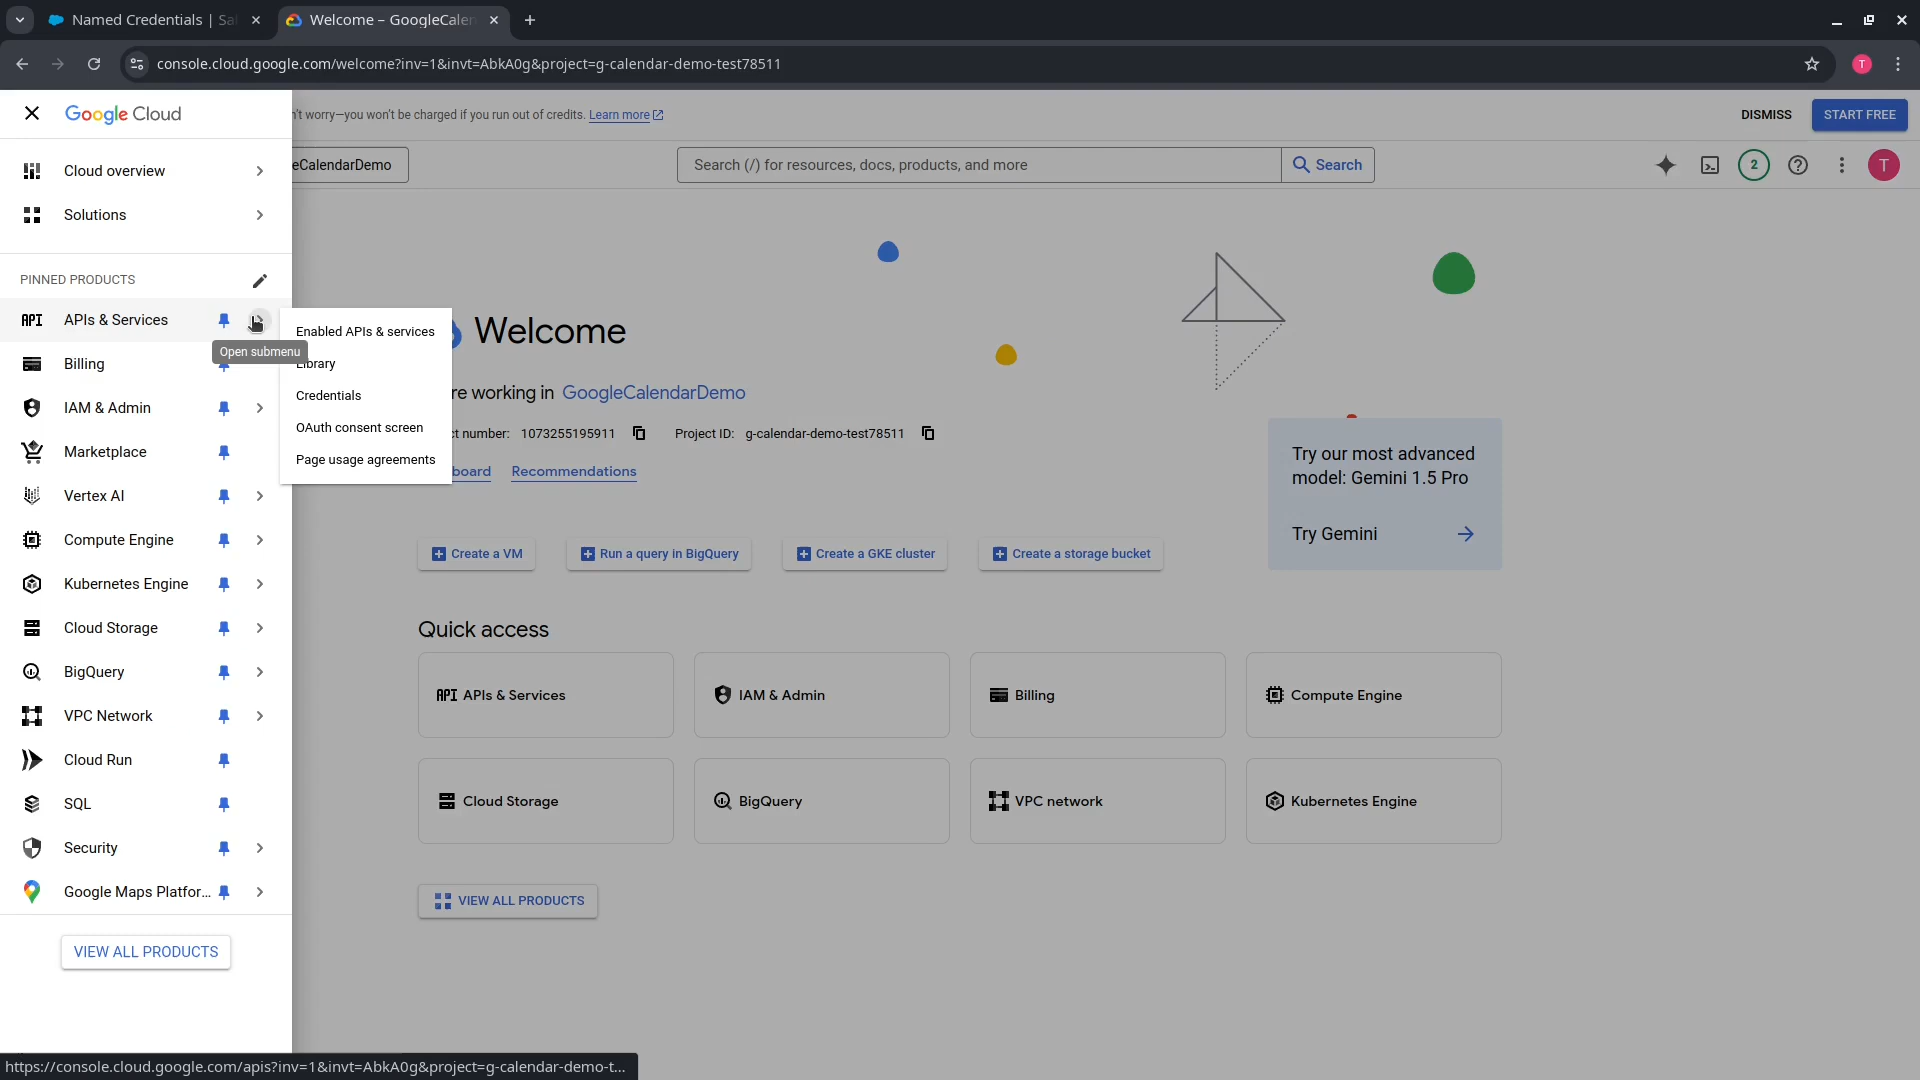 Named Credentials | Sa
Welcome – GoogleCalen
console.cloud.google.com/welcome?inv=1&invt=AbkA0g&project=g-calendar-demo-test78511
T
Google Cloud
n't worry—you won't be charged if you run out of credits. Learn more
DISMISS
START FREE
eCalendarDemo
Search (/) for resources, docs, products, and more
Search
2
T
Cloud overview
Solutions
PINNED PRODUCTS
API APIs & Services
Open submenu
Billing
IAM & Admin
Marketplace
Vertex AI
Compute Engine
Kubernetes Engine
Cloud Storage
BigQuery
VPC Network
Cloud Run
SQL
Security
Google Maps Platfor...
VIEW ALL PRODUCTS
Enabled APIs & services
Library
Credentials
OAuth consent screen
Page usage agreements
Welcome
re working in GoogleCalendarDemo
ct number: 1073255195911
Project ID: g-calendar-demo-test78511
board
Recommendations
Try our most advanced
model: Gemini 1.5 Pro
Try Gemini
Create a VM
Run a query in BigQuery
Create a GKE cluster
Create a storage bucket
Quick access
API APIs & Services
IAM & Admin
Billing
Compute Engine
Cloud Storage
BigQuery
VPC network
Kubernetes Engine
VIEW ALL PRODUCTS
https://console.cloud.google.com/apis?inv=1&invt=AbkA0g&project=g-calendar-demo-t...